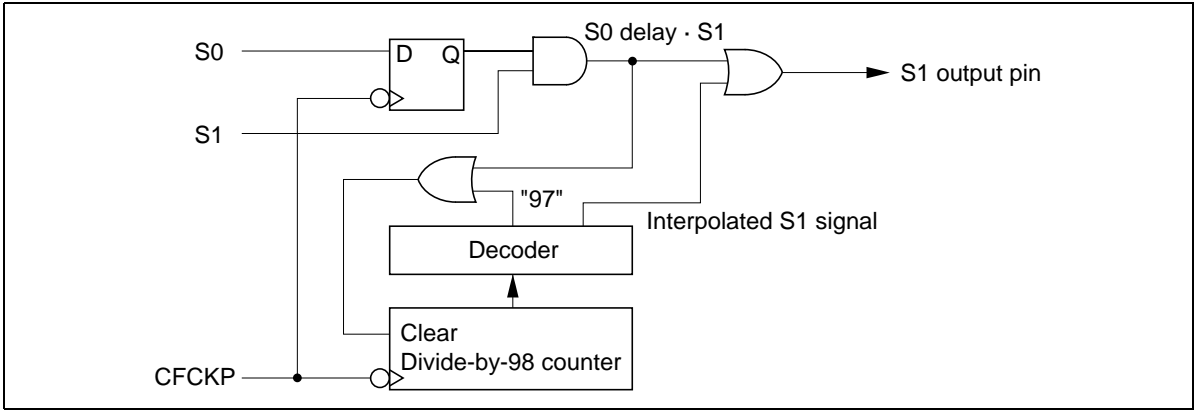 S0 delay · S1
S0
D Q
S1 output pin
S1
"97"
Interpolated S1 signal
Decoder
Clear
Divide-by-98 counter
CFCKP